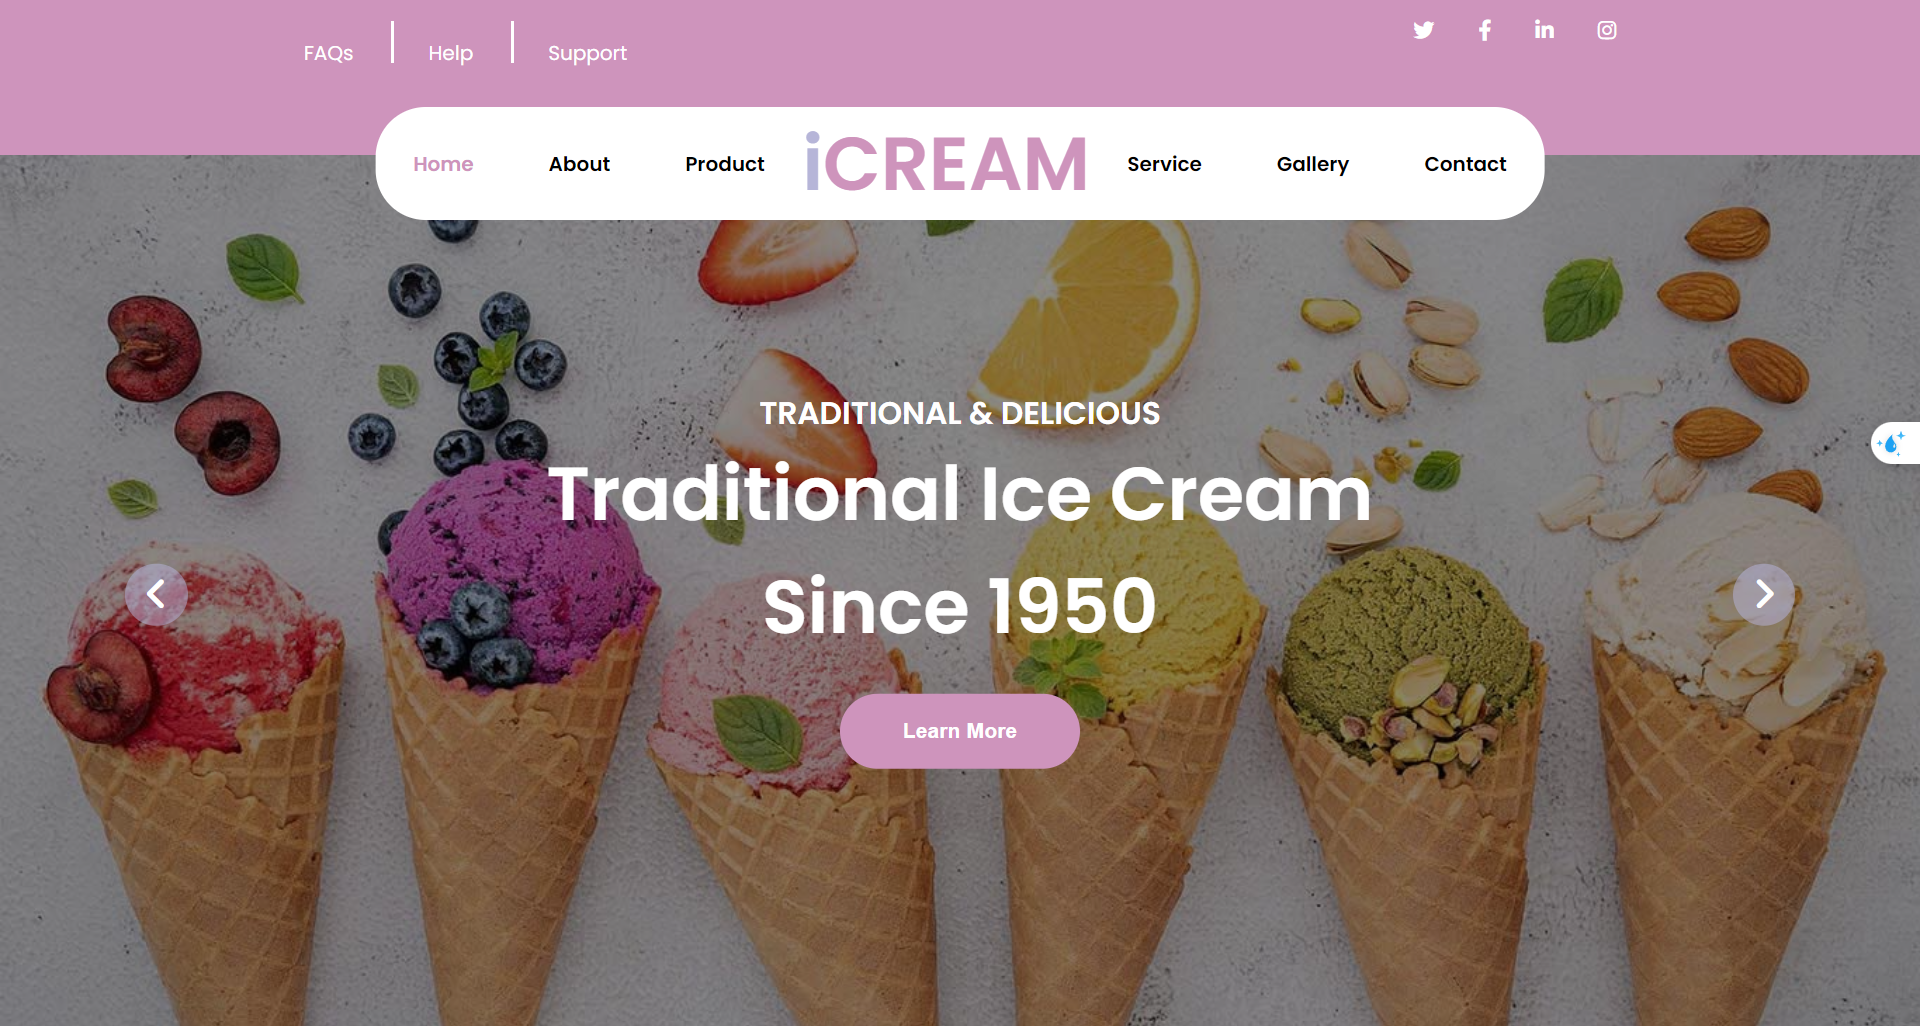 FAQs Help Support
Home About Product iCREAM Service Gallery Contact
TRADITIONAL & DELICIOUS
Traditional Ice Cream
Since 1950
Learn More